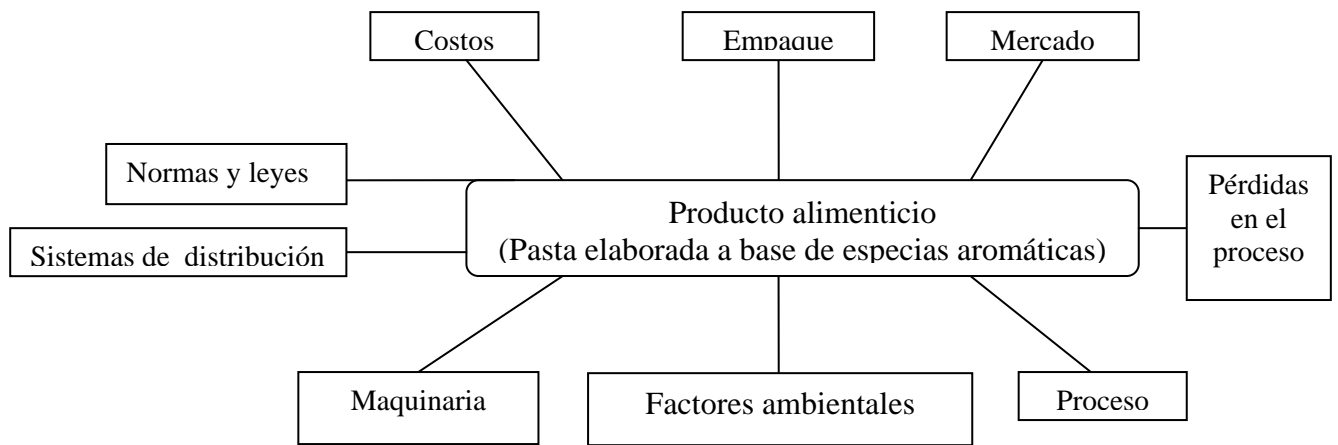 Costos
Empaque
Mercado
Normas y leyes
Sistemas de distribución
Producto alimenticio
(Pasta elaborada a base de especias aromáticas)
Pérdidas
en el
proceso
Maquinaria
Factores ambientales
Proceso